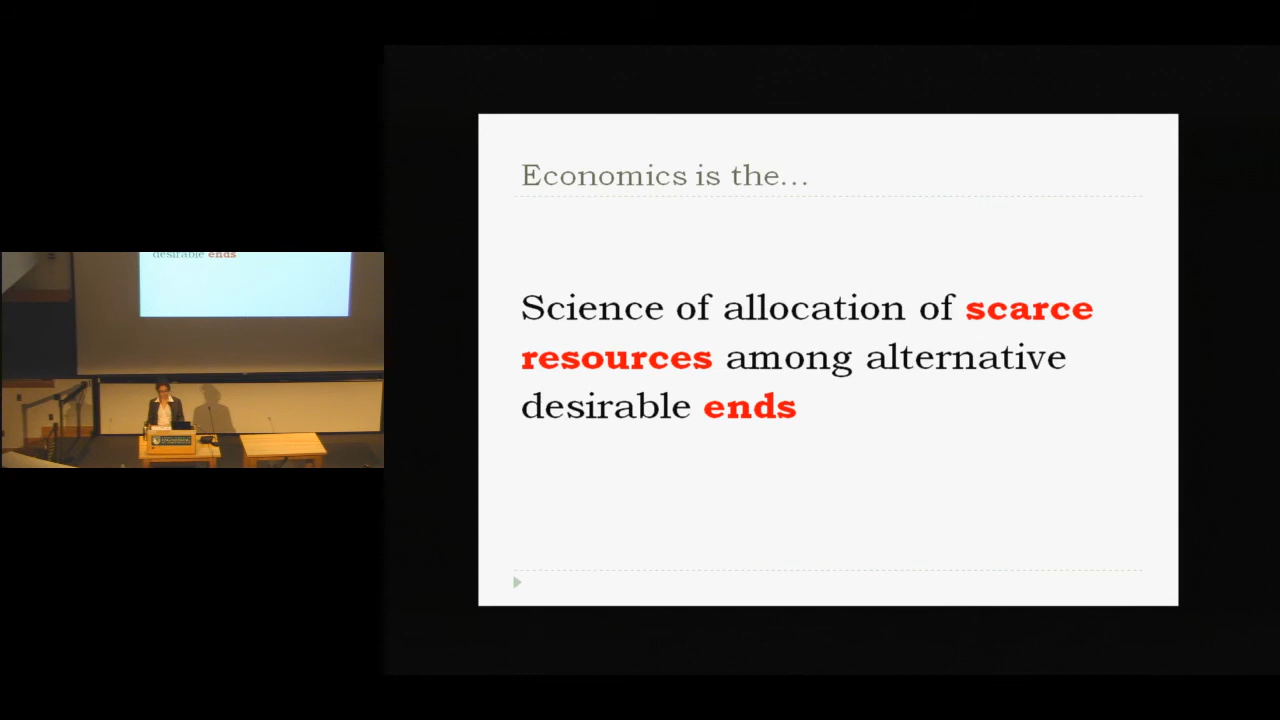 Economics is the...
Science of allocation of scarce
resources among alternative
desirable ends
desirable ends